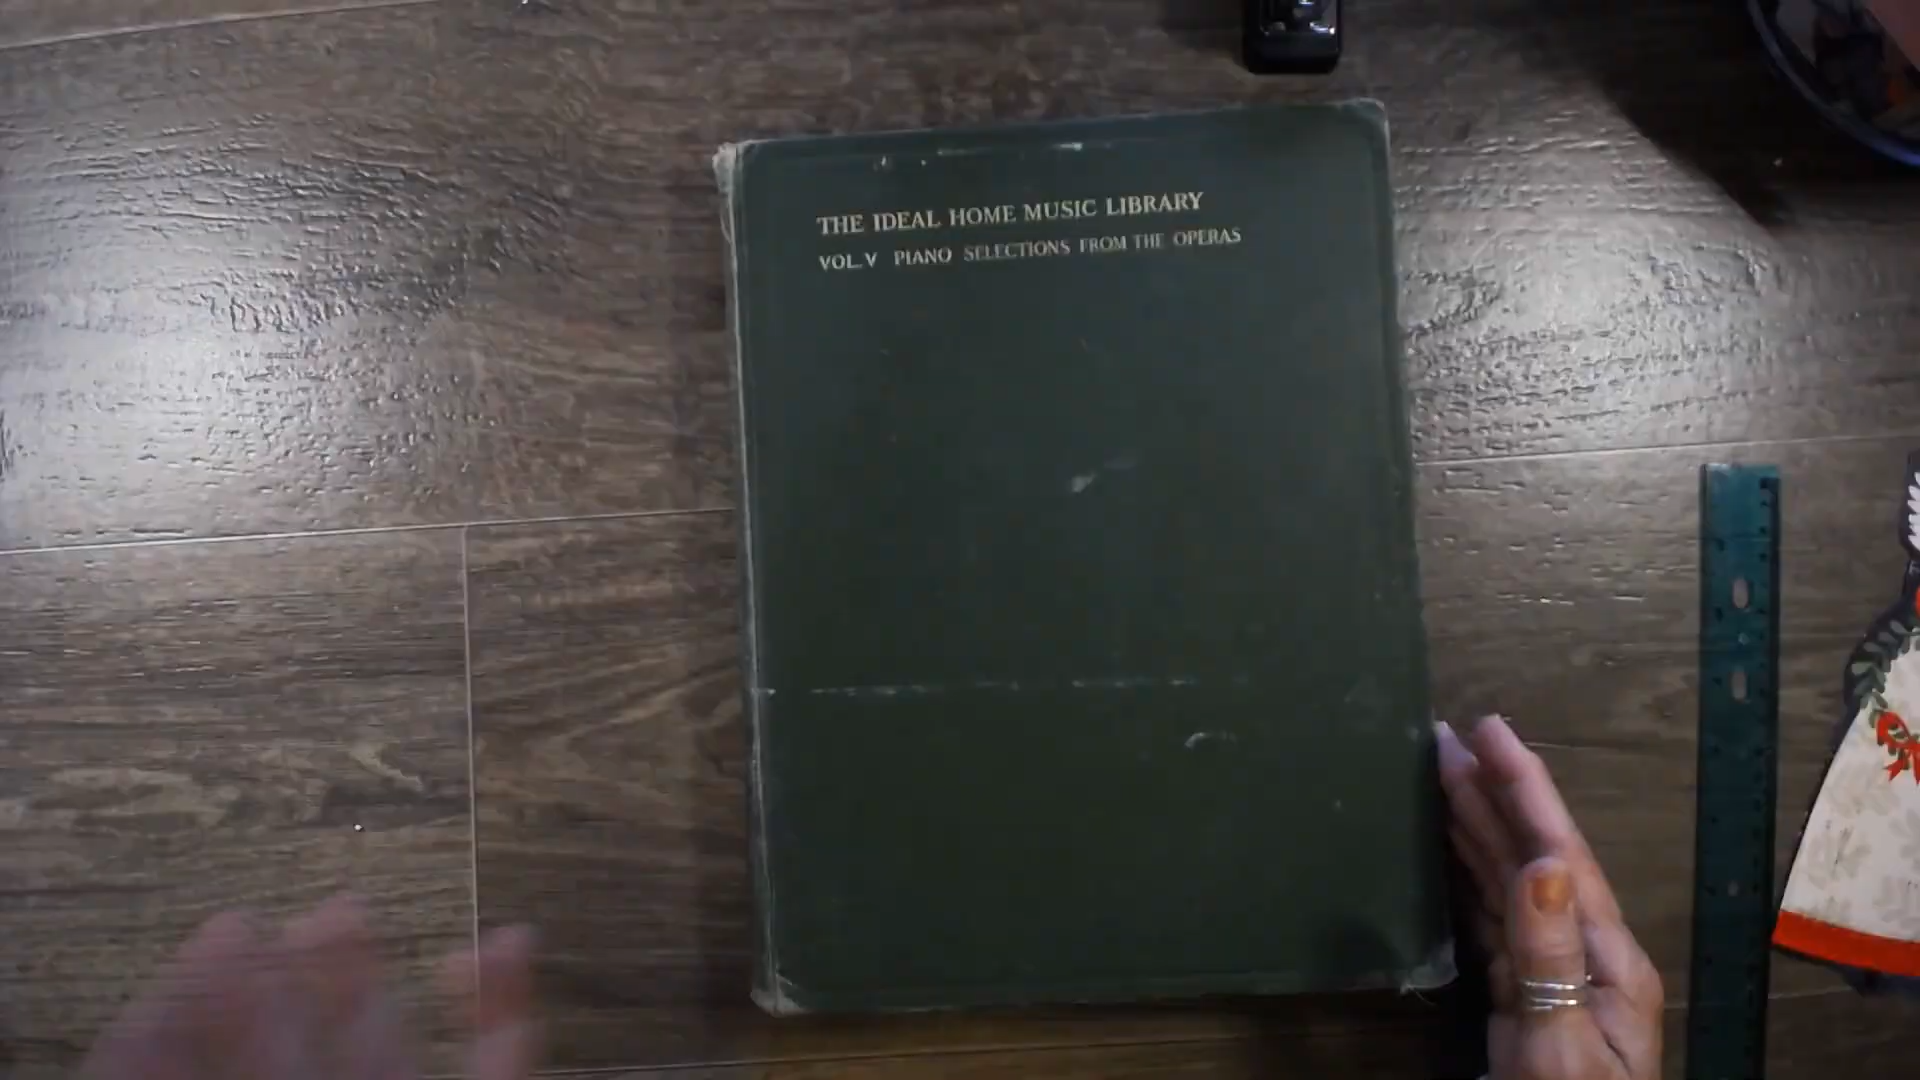 THE IDEAL HOME MUSIC LIBRARY
VOL. V PIANO SELECTIONS FROM THE OPERAS